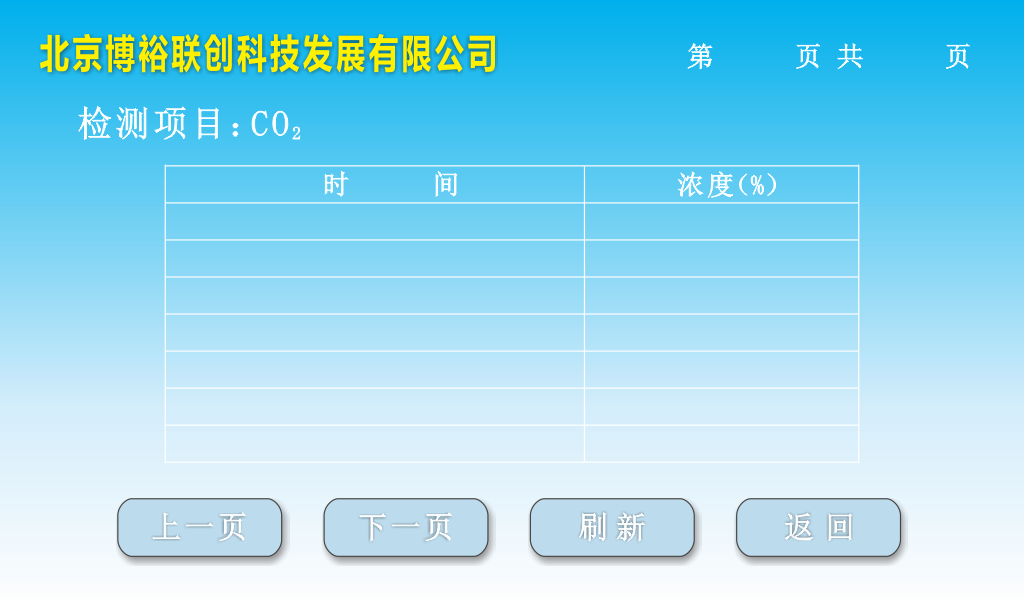 北京博裕联创科技发展有限公司
第 页 共 页
检测项目:CO₂
时 间 浓度(%)
上一页 下一页 刷新 返回